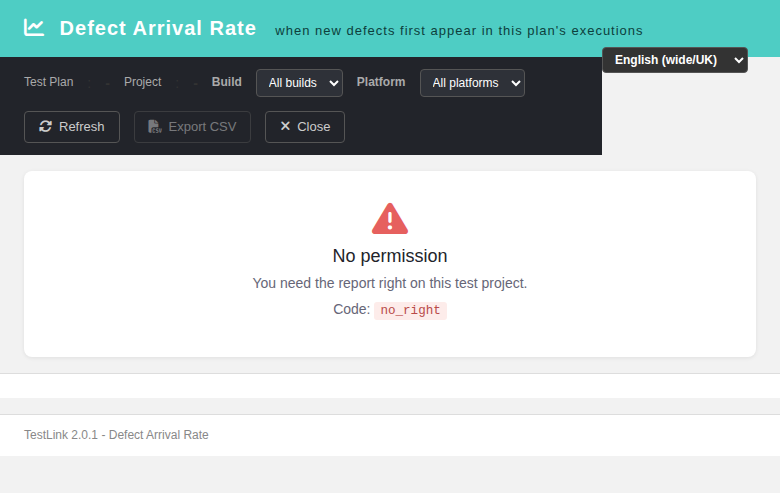 Defect Arrival Rate when new defects first appear in this plan's executions
English (wide/UK)
Test Plan : - Project : - Build All builds Platform All platforms
Refresh Export CSV Close
No permission
You need the report right on this test project.
Code: no_right
TestLink 2.0.1 - Defect Arrival Rate